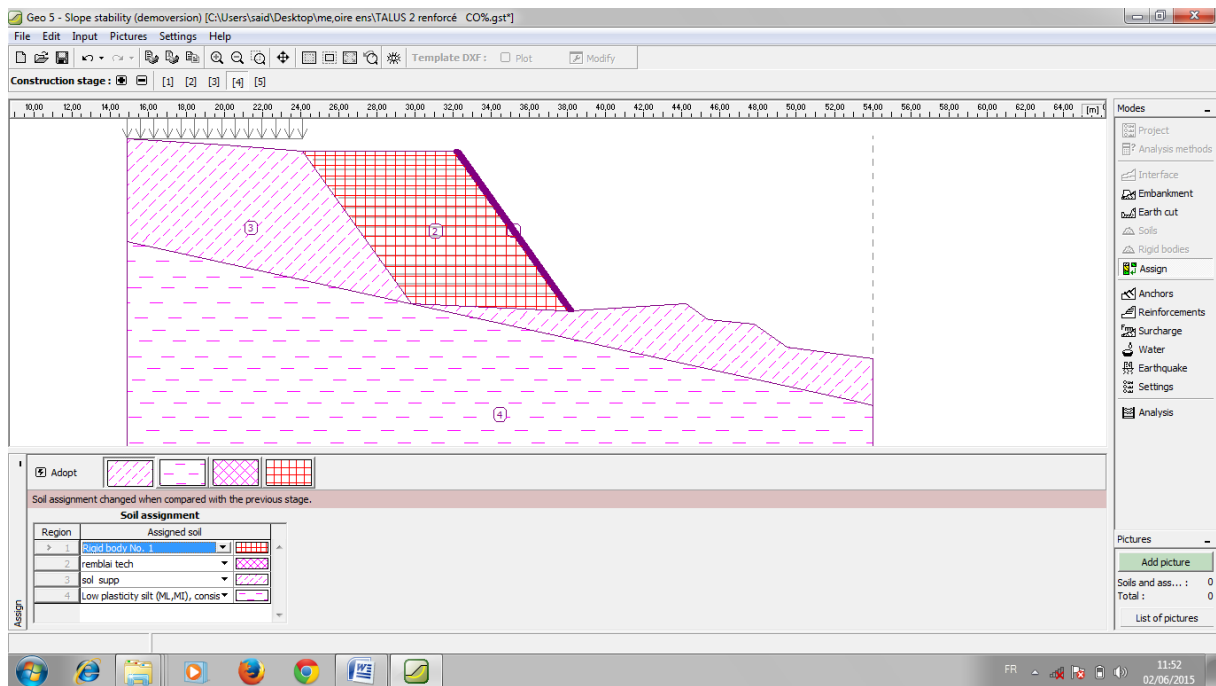 Geo 5 - Slope stability (demoversion) [C:\Users\said\Desktop\me,oire ens\TALUS 2 renforcé CO%.gst*]
File Edit Input Pictures Settings Help
Template DXF : Plot Modify
Construction stage : [1] [2] [3] [4] [5]
10,00 12,00 14,00 16,00 18,00 20,00 22,00 24,00 26,00 28,00 30,00 32,00 34,00 36,00 38,00 40,00 42,00 44,00 46,00 48,00 50,00 52,00 54,00 56,00 58,00 60,00 62,00 64,00 [m]
3
2
4
Modes
Project
Analysis methods
Interface
Embankment
Earth cut
Soils
Rigid bodies
Assign
Anchors
Reinforcements
Surcharge
Water
Earthquake
Settings
Analysis
Adopt
Soil assignment changed when compared with the previous stage.
Soil assignment
Region Assigned soil
> 1 Rigid body No. 1
2 remblai tech
3 sol supp
4 Low plasticity silt (ML,MI), consis
Assign
Pictures
Add picture
Soils and ass... : 0
Total : 0
List of pictures
FR
11:52
02/06/2015